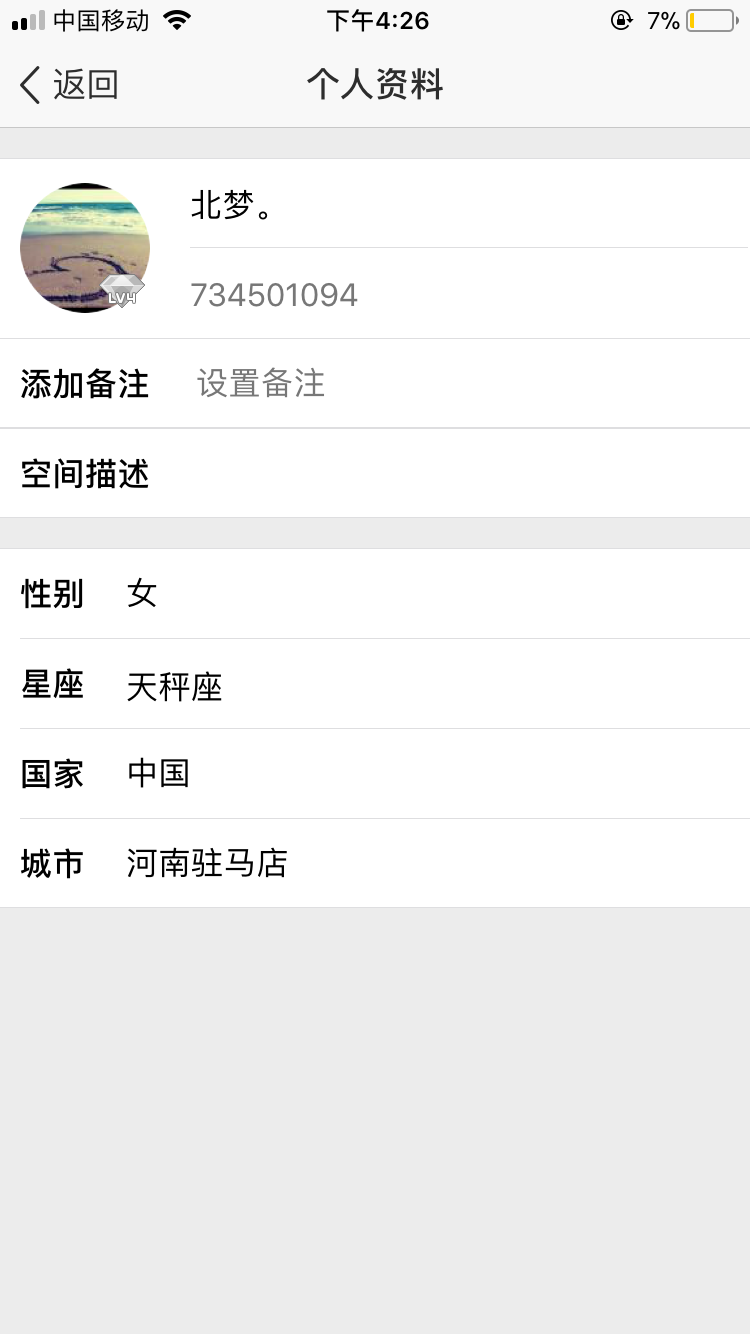 中国移动 下午4:26 7%
返回 个人资料
北梦。
LV4
734501094
添加备注 设置备注
空间描述
性别 女
星座 天秤座
国家 中国
城市 河南驻马店